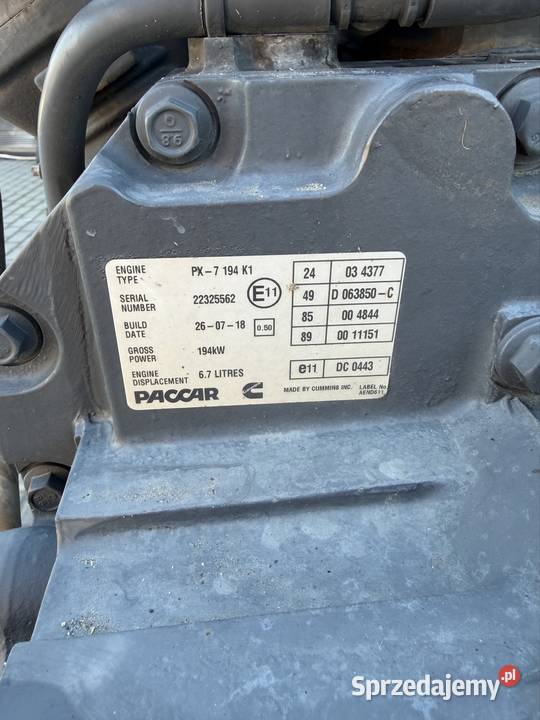 O
86
ENGINE TYPE PX-7 194 K1
SERIAL NUMBER 22325562 E11
BUILD DATE 26-07-18 0.50
GROSS POWER 194kW
ENGINE DISPLACEMENT 6.7 LITRES
24 03 4377
49 D 063850-C
85 00 4844
89 00 11151
e11 DC 0443
PACCAR MADE BY CUMMINS INC. LABEL No. AEND611
Sprzedajemy.pl